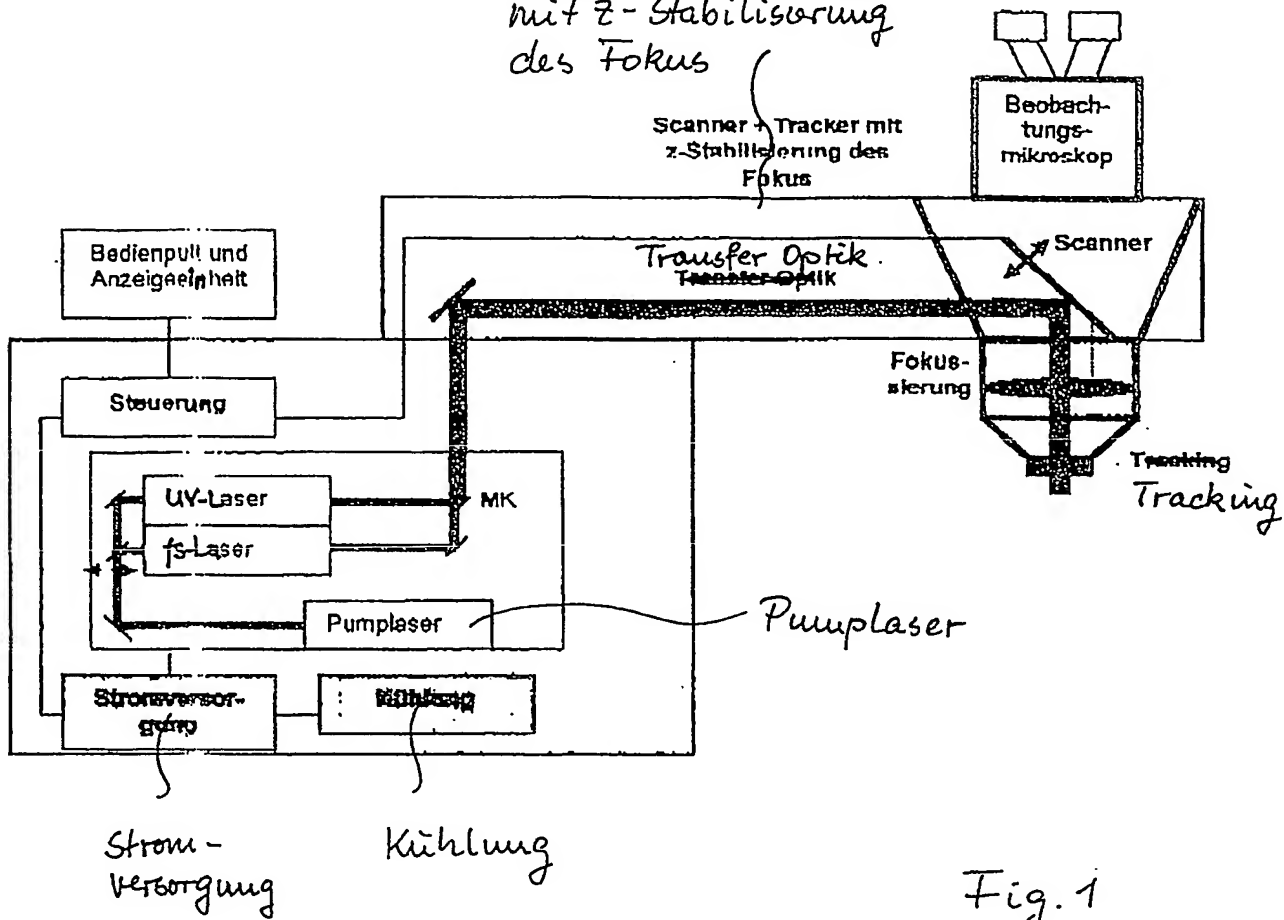 mit z-Stabilisierung
des Fokus
Scanner + Tracker mit
z-Stabilisierung des
Fokus
Beobach-
tungs-
mikroskop
Bedienpult und
Anzeigeeinheit
Transfer Optik
Transfer-Optik
Scanner
Steuerung
Fokus-
sierung
UV-Laser
MK
fs-Laser
Tracking
Tracking
Pumplaser
Pumplaser
Stromversor-
gung
Kühlung
Strom-
versorgung
Kühlung
Fig. 1